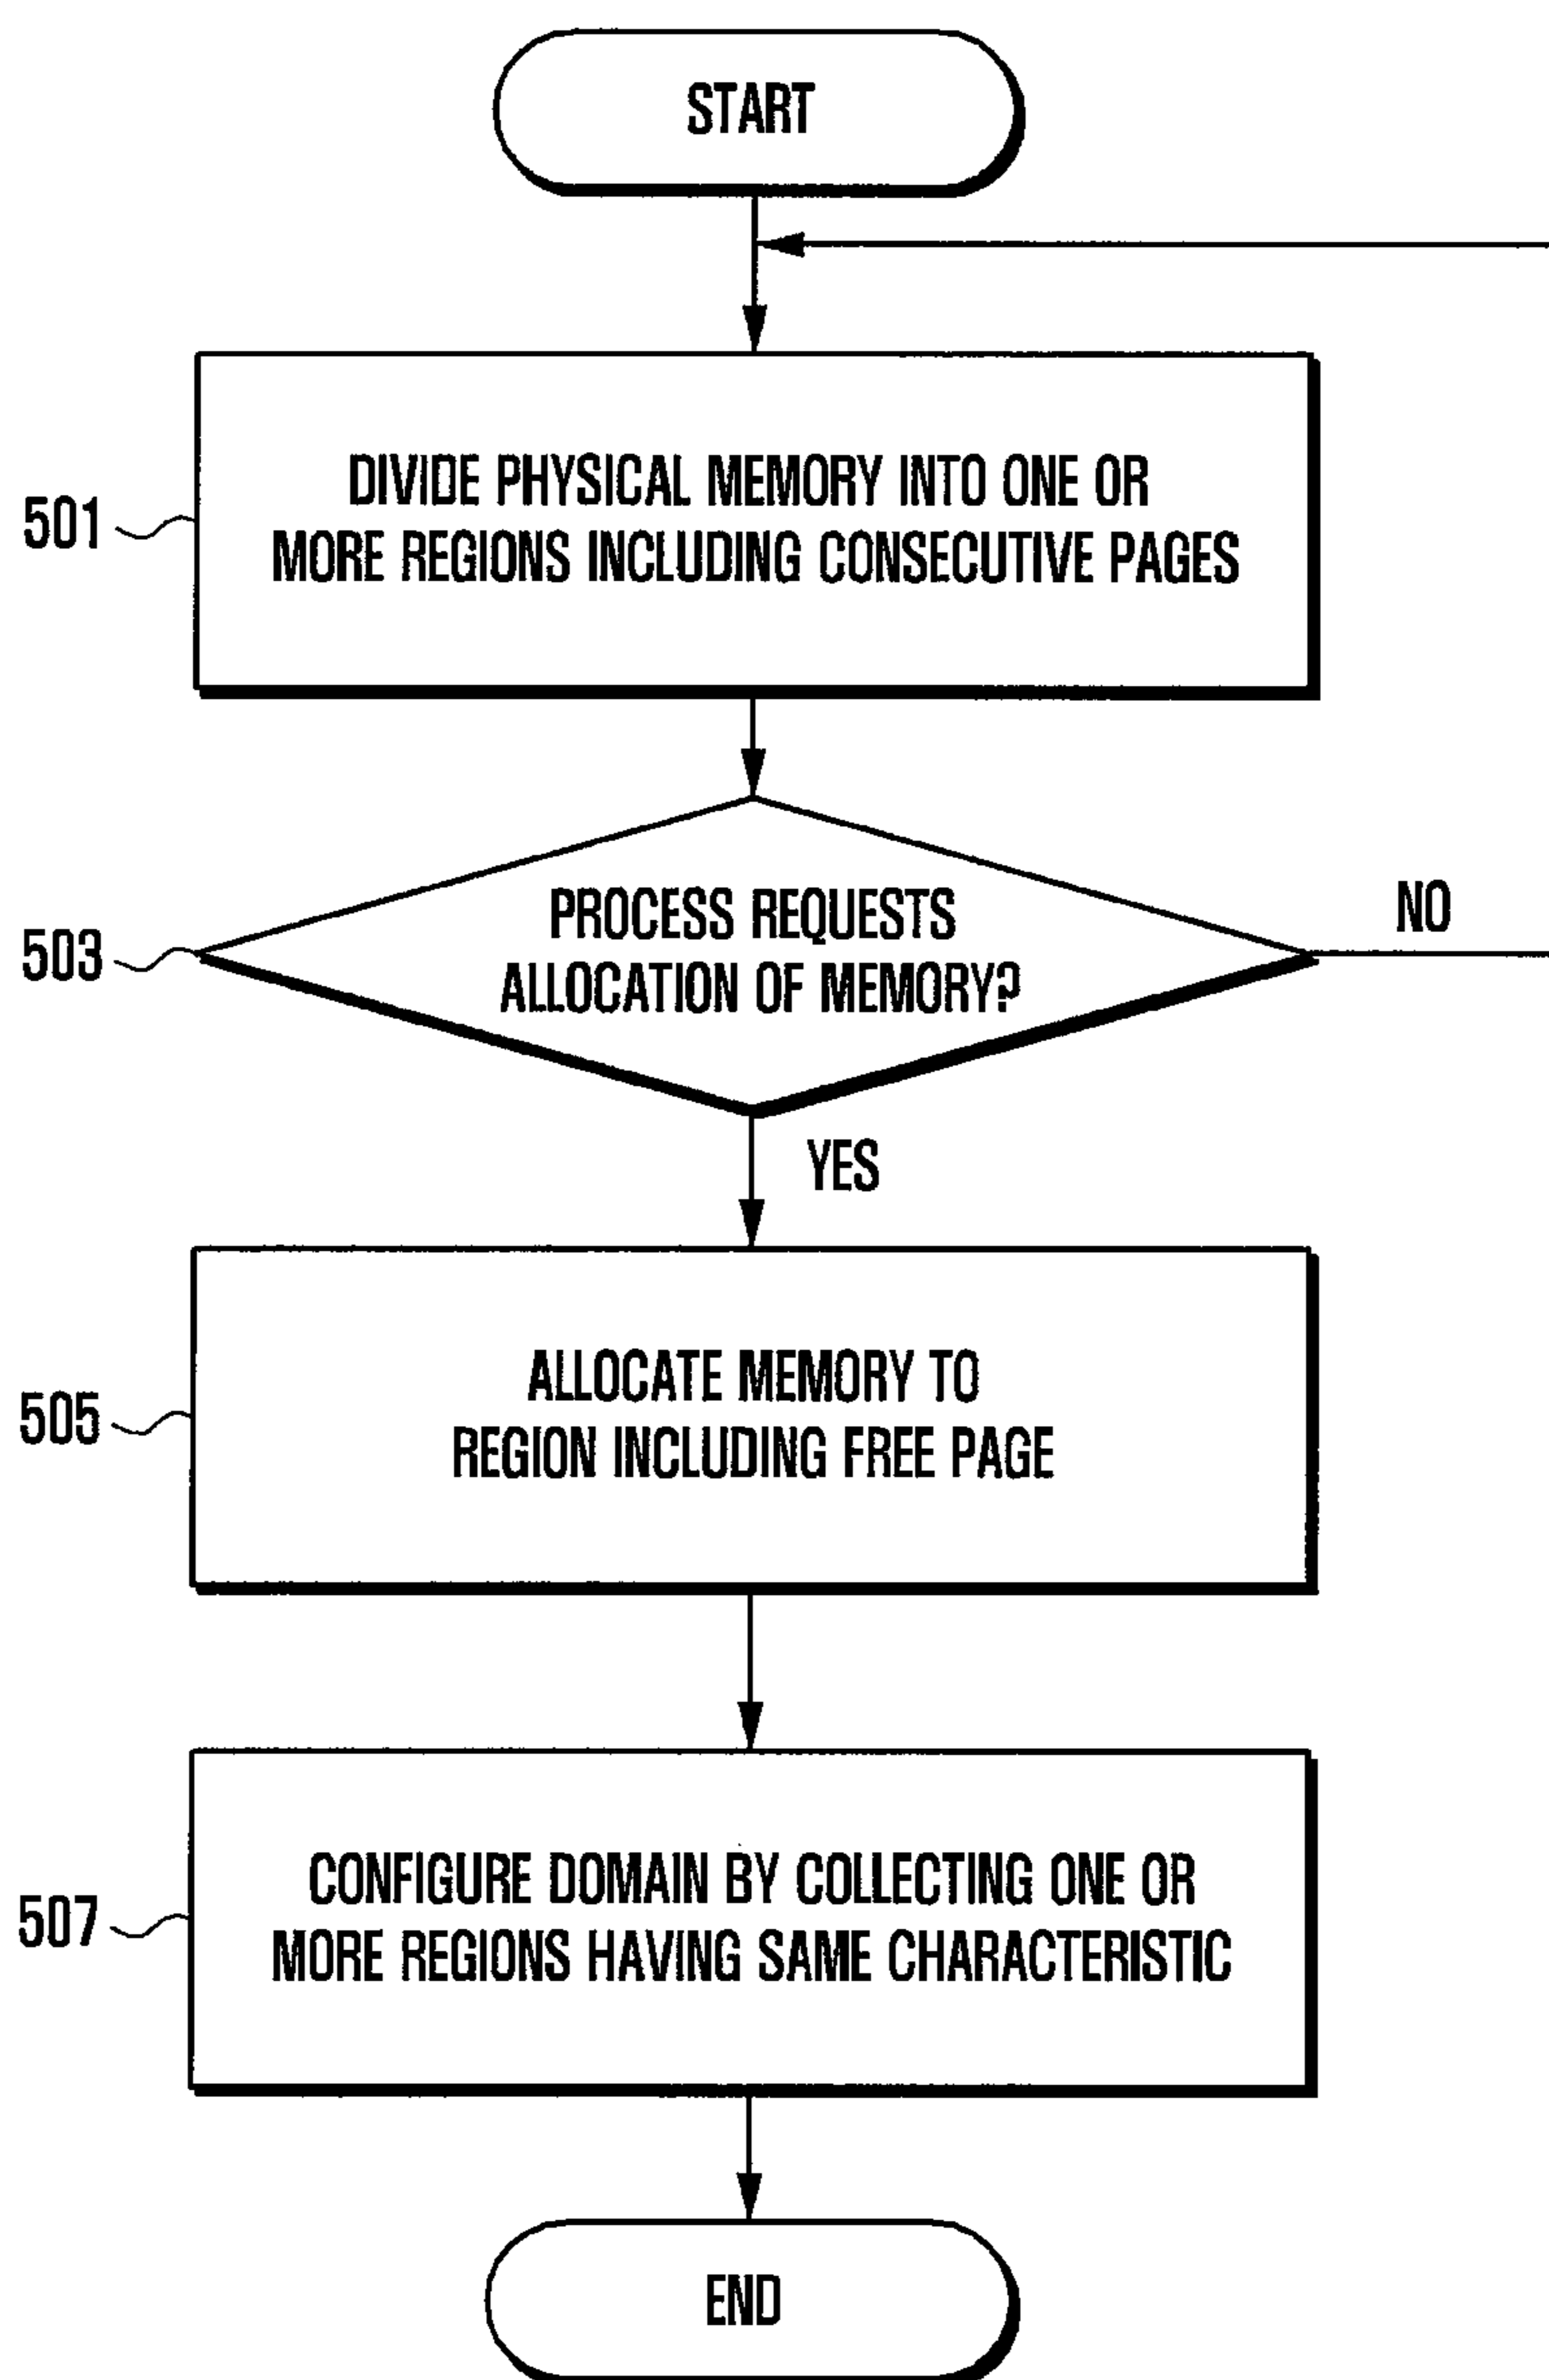 START
DIVIDE PHYSICAL MEMORY INTO ONE OR
MORE REGIONS INCLUDING CONSECUTIVE PAGES
501
PROCESS REQUESTS
ALLOCATION OF MEMORY?
503
NO
YES
ALLOCATE MEMORY TO
REGION INCLUDING FREE PAGE
505
CONFIGURE DOMAIN BY COLLECTING ONE OR
MORE REGIONS HAVING SAME CHARACTERISTIC
507
END